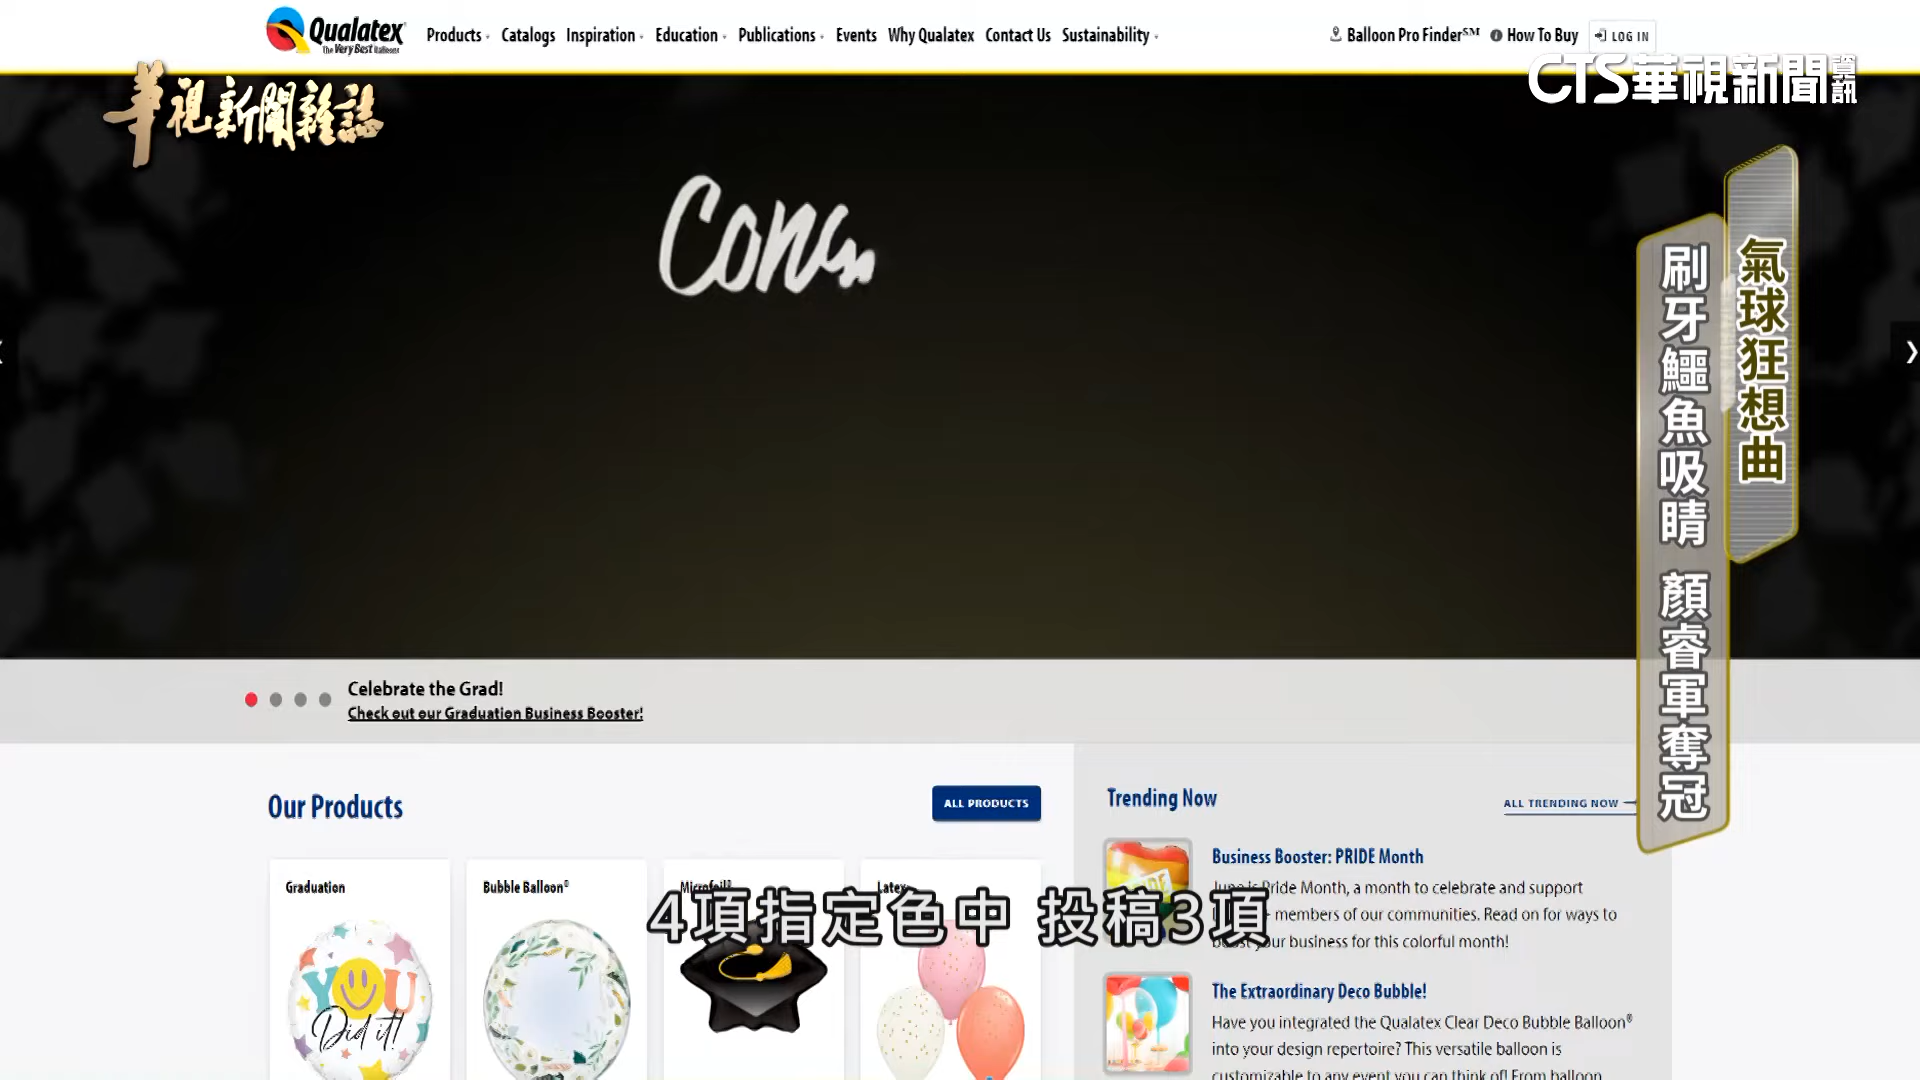 Qualatex
The Very Best Balloons
Products
Catalogs
Inspiration
Education
Publications
Events
Why Qualatex
Contact Us
Sustainability
Balloon Pro Finder℠
How To Buy
LOG IN
華視新聞雜誌
CTS華視新聞資訊
氣球狂想曲
刷牙鱷魚吸睛 顏睿軍奪冠
Celebrate the Grad!
Check out our Graduation Business Booster!
Our Products
ALL PRODUCTS
Graduation
Bubble Balloon®
Microfoil®
Latex
YOU
Did it!
Trending Now
ALL TRENDING NOW
Business Booster: PRIDE Month
June is Pride Month, a month to celebrate and support
members of our communities. Read on for ways to
boost your business for this colorful month!
The Extraordinary Deco Bubble!
Have you integrated the Qualatex Clear Deco Bubble Balloon®
into your design repertoire? This versatile balloon is
customizable to any event you can think of! From balloon
4項指定色中 投稿3項